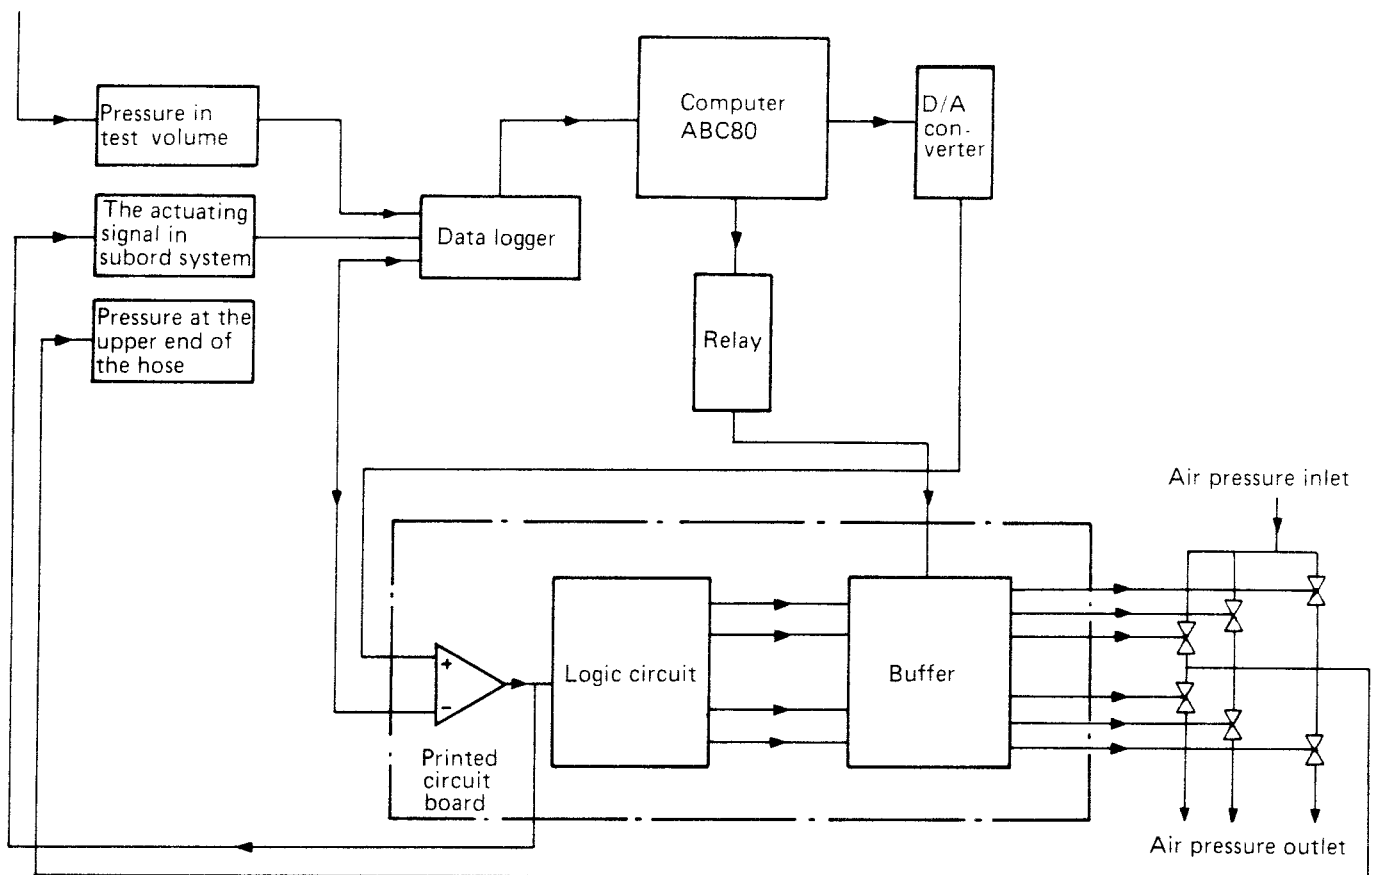 Pressure in
test volume
The actuating
signal in
subord system
Pressure at the
upper end of
the hose
Data logger
Computer
ABC80
D/A
con-
verter
Relay
Air pressure inlet
+
-
Logic circuit
Buffer
Printed
circuit
board
Air pressure outlet